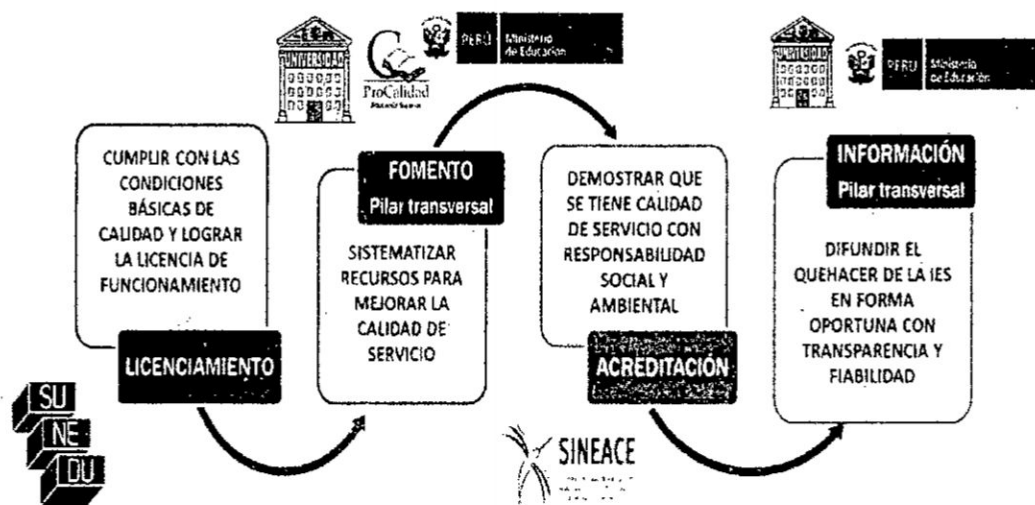 UNIVERSIDAD
ProCalidad
PERÚ
Ministerio
de Educación
UNIVERSIDAD
PERÚ
Ministerio
de Educación
CUMPLIR CON LAS
CONDICIONES
BÁSICAS DE
CALIDAD Y LOGRAR
LA LICENCIA DE
FUNCIONAMIENTO
LICENCIAMIENTO
SU
NE
DU
FOMENTO
Pilar transversal
SISTEMATIZAR
RECURSOS PARA
MEJORAR LA
CALIDAD DE
SERVICIO
DEMOSTRAR QUE
SE TIENE CALIDAD
DE SERVICIO CON
RESPONSABILIDAD
SOCIAL Y
AMBIENTAL
ACREDITACIÓN
SINEACE
INFORMACIÓN
Pilar transversal
DIFUNDIR EL
QUEHACER DE LA IES
EN FORMA
OPORTUNA CON
TRANSPARENCIA Y
FIABILIDAD